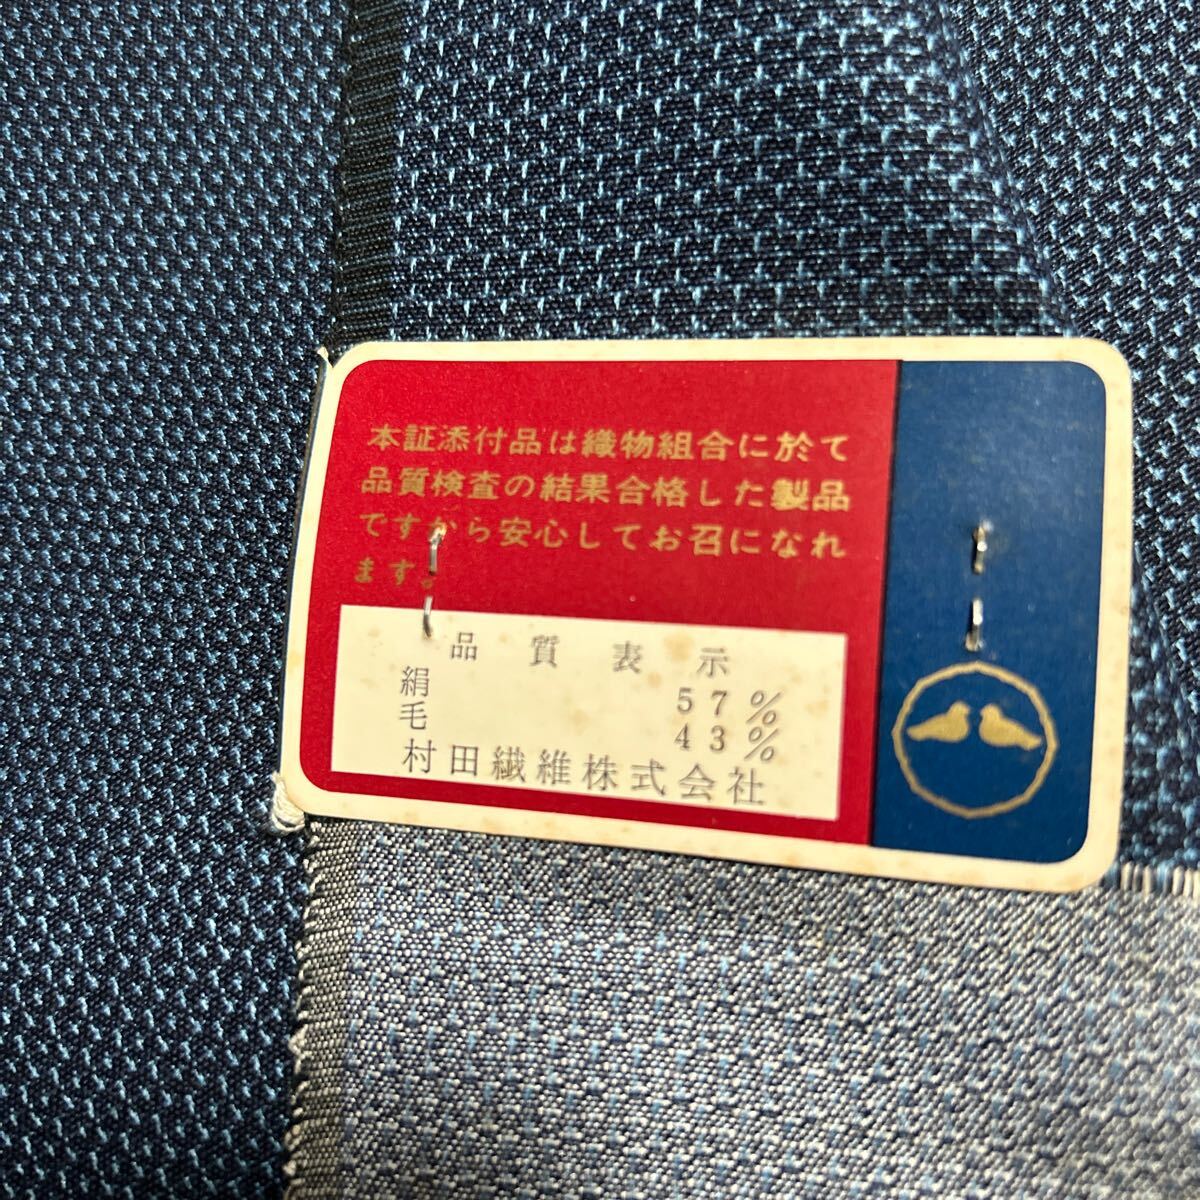 本証添付品は織物組合に於て
品質検査の結果合格した製品
ですから安心してお召になれ
ます。
品質表示
絹 57%
毛 43%
村田繊維株式会社